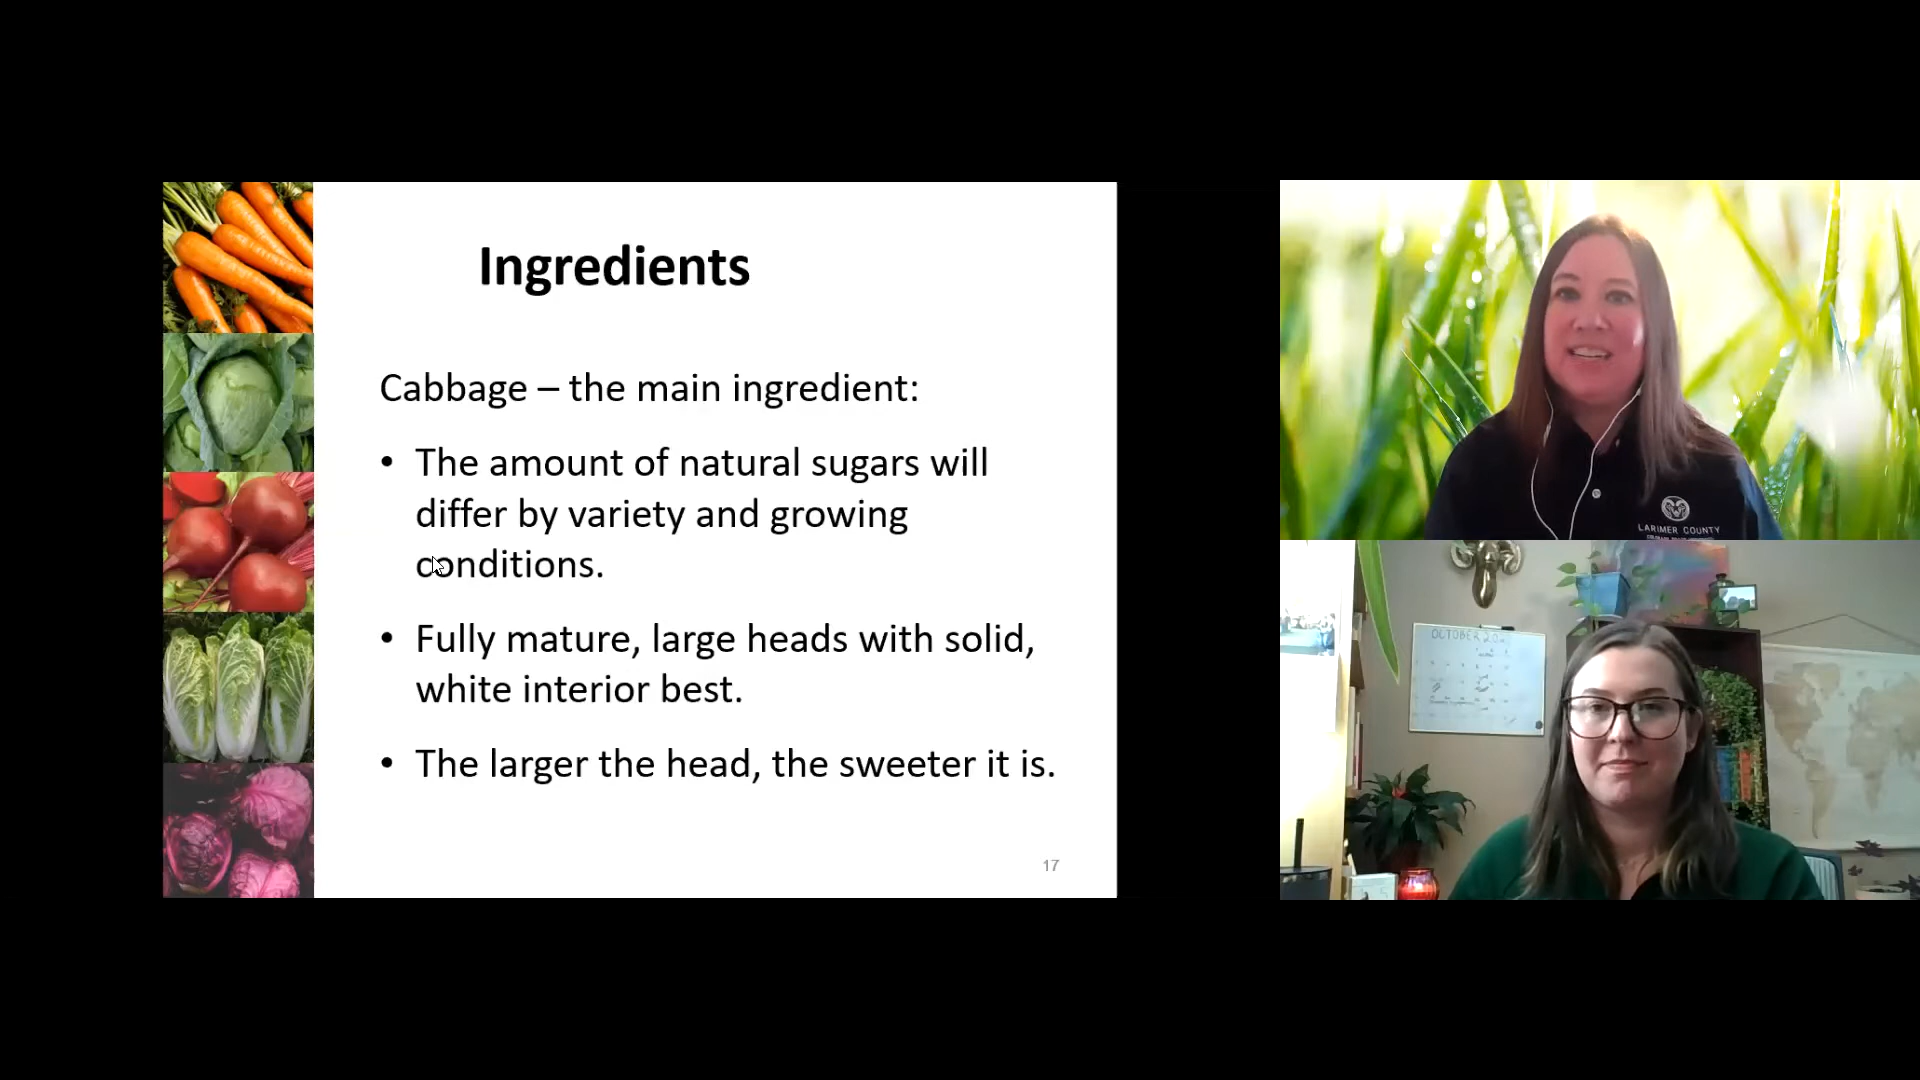 Ingredients
Cabbage – the main ingredient:
• The amount of natural sugars will
differ by variety and growing
conditions.
• Fully mature, large heads with solid,
white interior best.
• The larger the head, the sweeter it is.
17
LARIMER COUNTY
OCTOBER